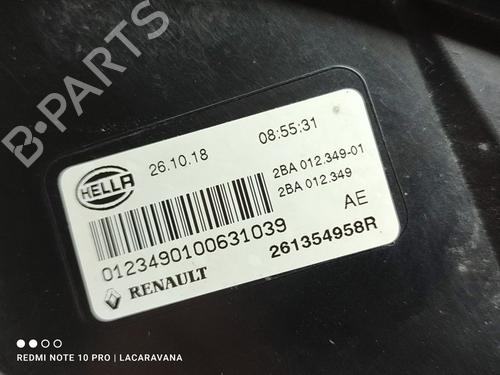 B-PARTS
HELLA
26.10.18
08:55:31
2BA 012.349-01
2BA 012.349
AE
0123490100631039
261354958R
RENAULT
REDMI NOTE 10 PRO | LACARAVANA